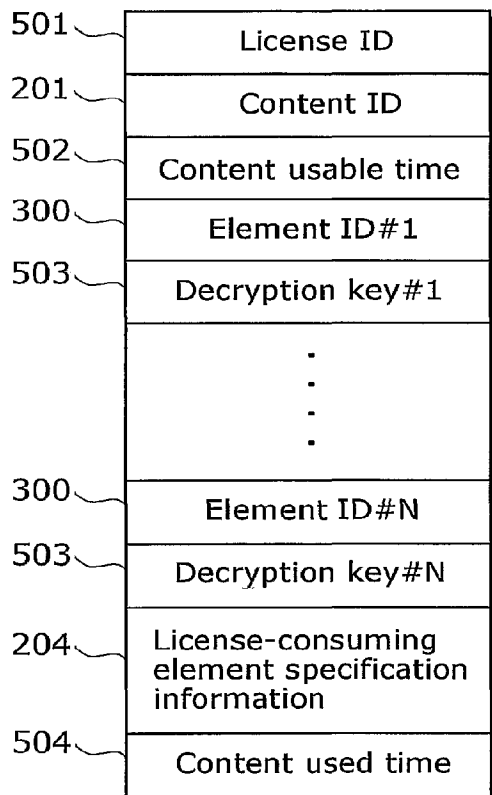 501 License ID
201 Content ID
502 Content usable time
300 Element ID#1
503 Decryption key#1
300 Element ID#N
503 Decryption key#N
204 License-consuming
element specification
information
504 Content used time